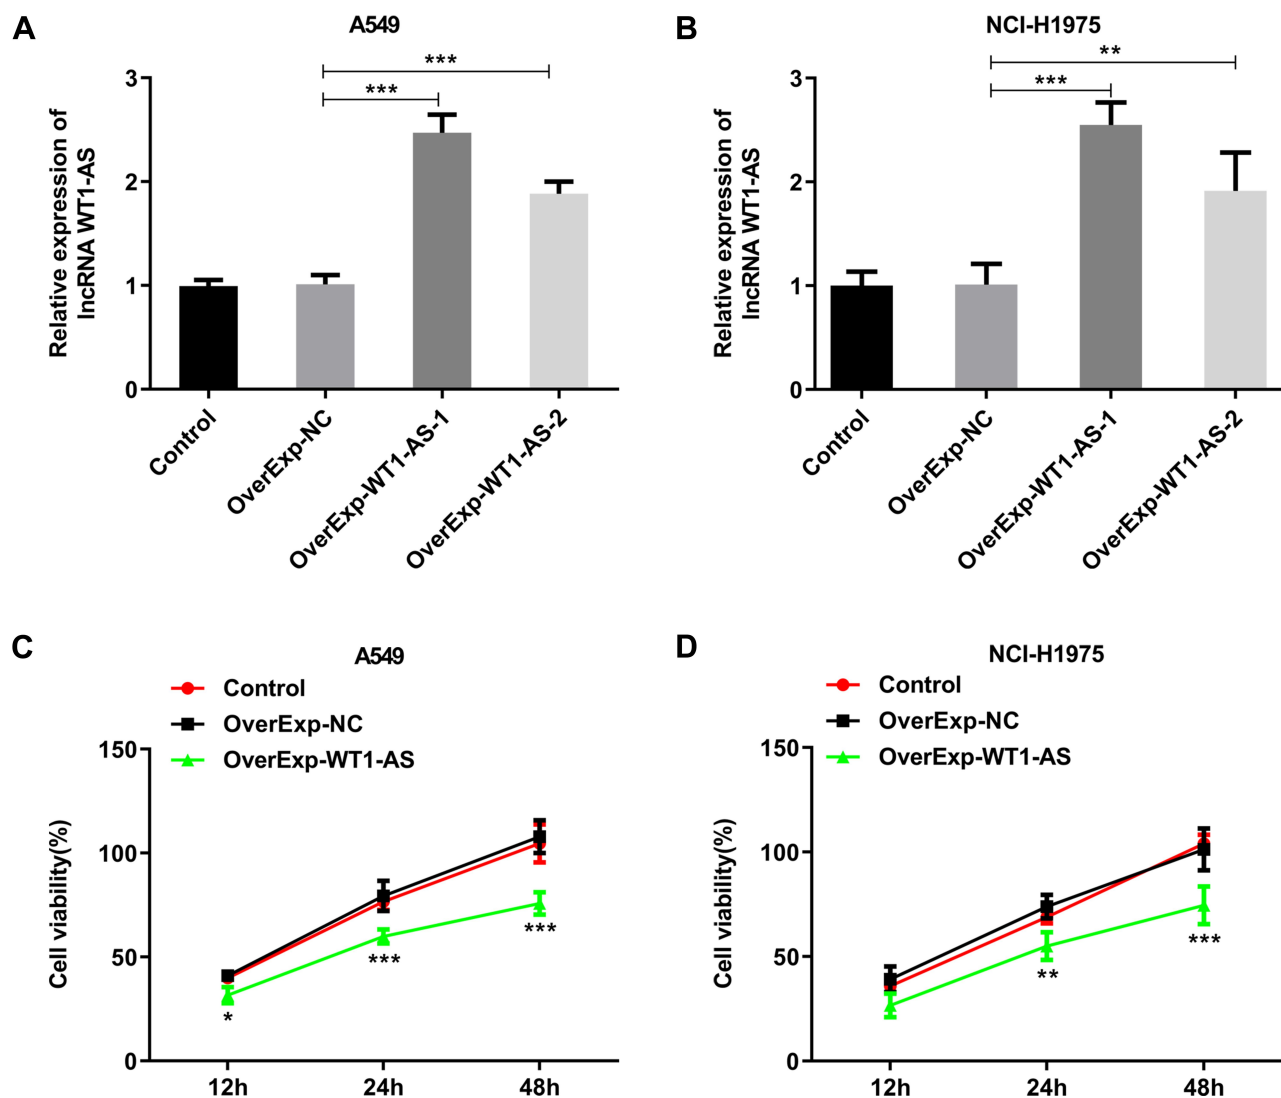 A
A549
***
***
3
2
1
0
Relative expression of
lncRNA WT1-AS
Control
OverExp-NC
OverExp-WT1-AS-1
OverExp-WT1-AS-2
B
NCI-H1975
**
***
3
2
1
0
Relative expression of
lncRNA WT1-AS
Control
OverExp-NC
OverExp-WT1-AS-1
OverExp-WT1-AS-2
C
A549
Control
OverExp-NC
OverExp-WT1-AS
150
100
50
0
Cell viability(%)
*
***
***
12h
24h
48h
D
NCI-H1975
Control
OverExp-NC
OverExp-WT1-AS
150
100
50
0
Cell viability(%)
**
***
12h
24h
48h